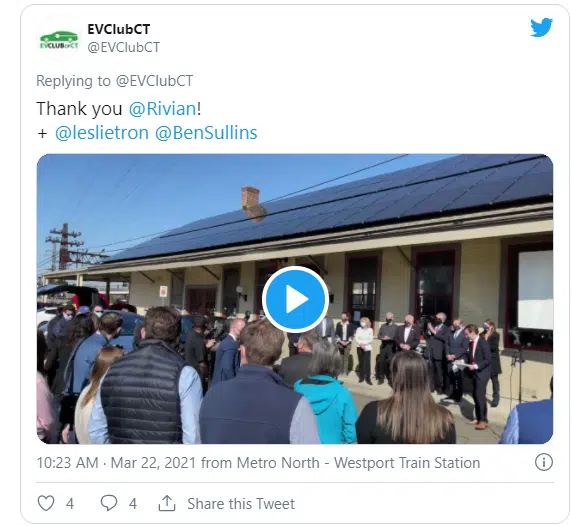 EVCLUBOFCT
EVClubCT
@EVClubCT
Replying to @EVClubCT
Thank you @Rivian!
+ @leslietron @BenSullins
10:23 AM · Mar 22, 2021 from Metro North - Westport Train Station
4
4
Share this Tweet